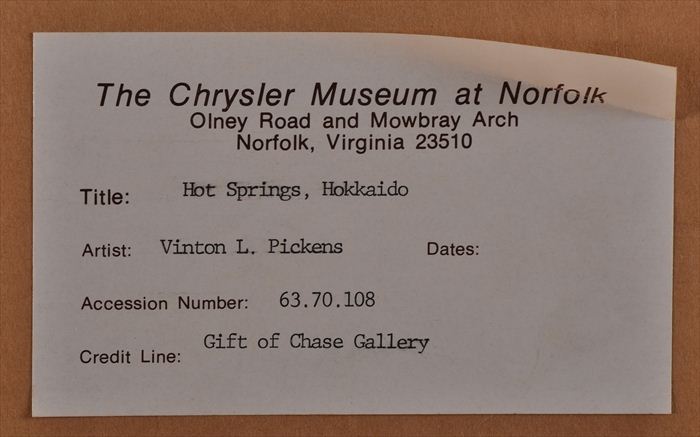 The Chrysler Museum at Norfolk
Olney Road and Mowbray Arch
Norfolk, Virginia 23510
Title: Hot Springs, Hokkaido
Artist: Vinton L. Pickens Dates:
Accession Number: 63.70.108
Credit Line: Gift of Chase Gallery